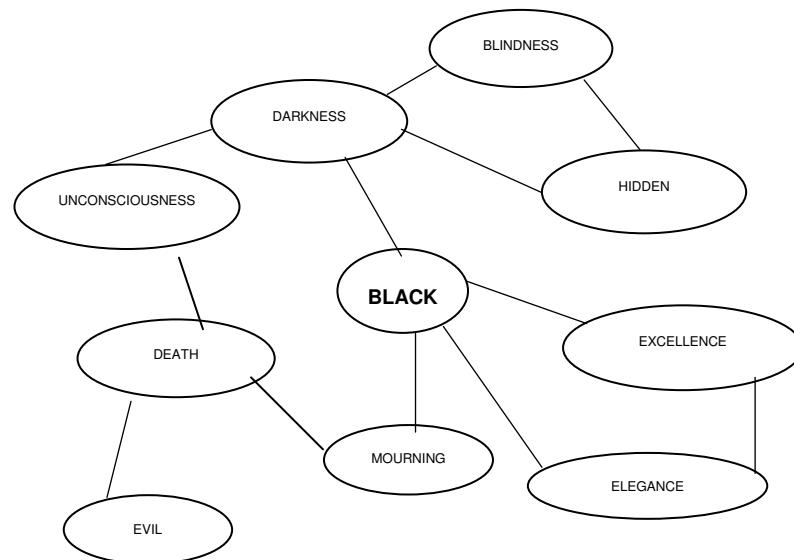 BLINDNESS
DARKNESS
HIDDEN
UNCONSCIOUSNESS
BLACK
EXCELLENCE
DEATH
MOURNING
ELEGANCE
EVIL